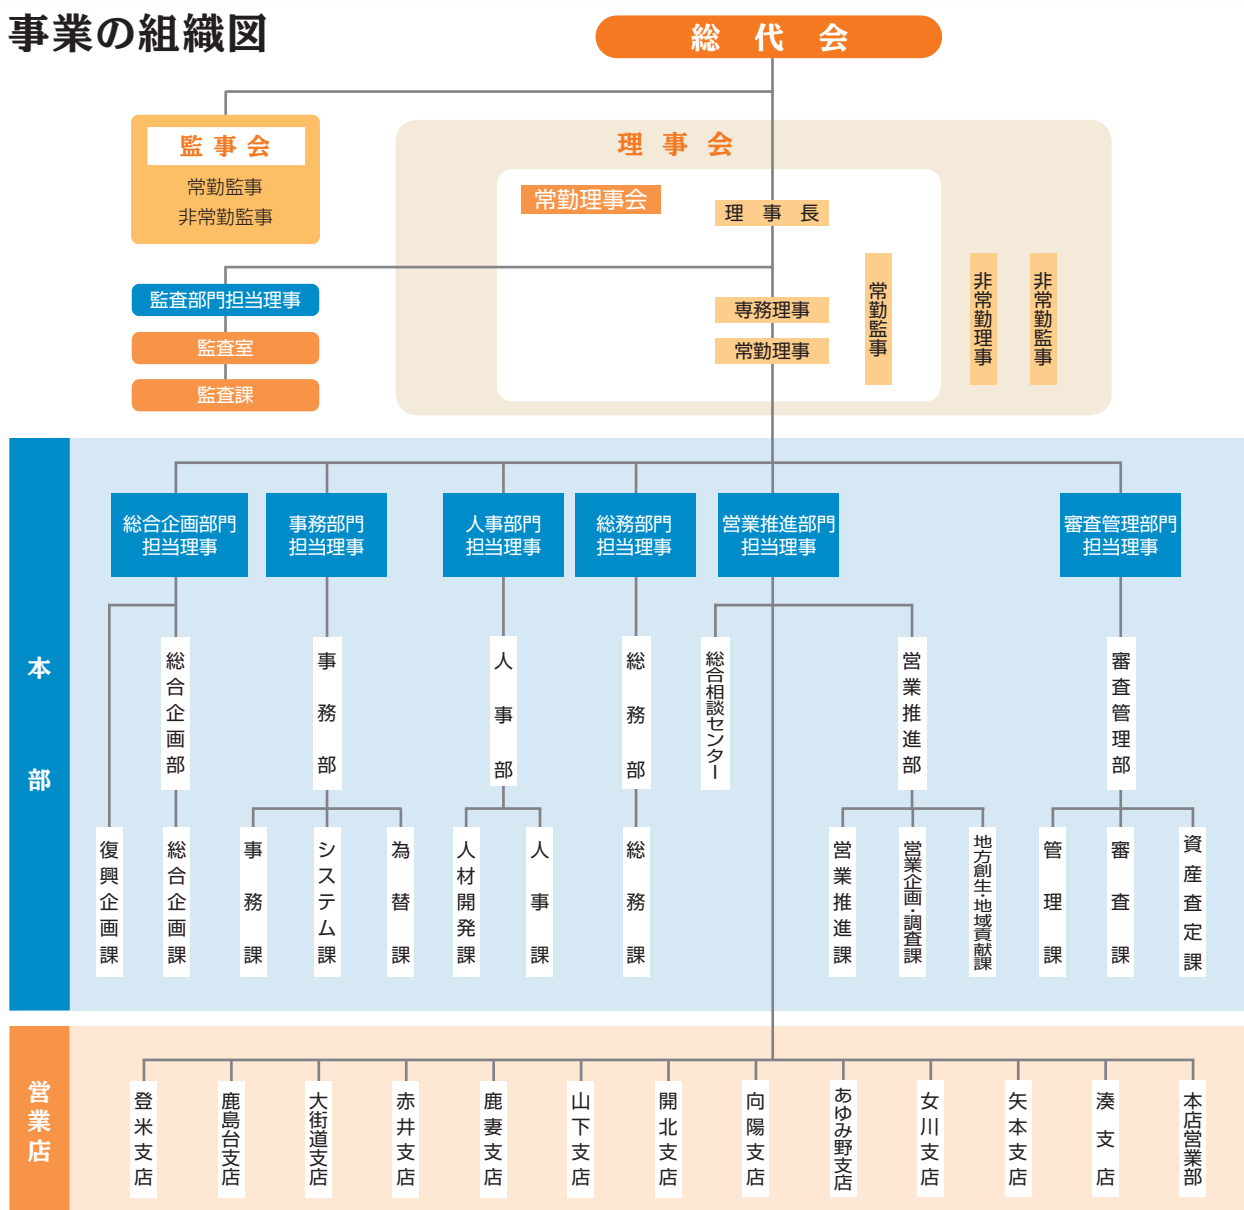 事業の組織図
総代会
監事会
常勤監事
非常勤監事
理事会
常勤理事会
理事長
専務理事
常勤理事
常勤監事
非常勤理事
非常勤監事
監査部門担当理事
監査室
監査課
本部
総合企画部門
担当理事
事務部門
担当理事
人事部門
担当理事
総務部門
担当理事
営業推進部門
担当理事
審査管理部門
担当理事
総合企画部
事務部
人事部
総務部
総合相談センター
営業推進部
審査管理部
復興企画課
総合企画課
事務課
システム課
為替課
人材開発課
人事課
総務課
営業推進課
営業企画・調査課
地方創生・地域貢献課
管理課
審査課
資産査定課
営業店
登米支店
鹿島台支店
大街道支店
赤井支店
鹿妻支店
山下支店
開北支店
向陽支店
あゆみ野支店
女川支店
矢本支店
湊支店
本店営業部